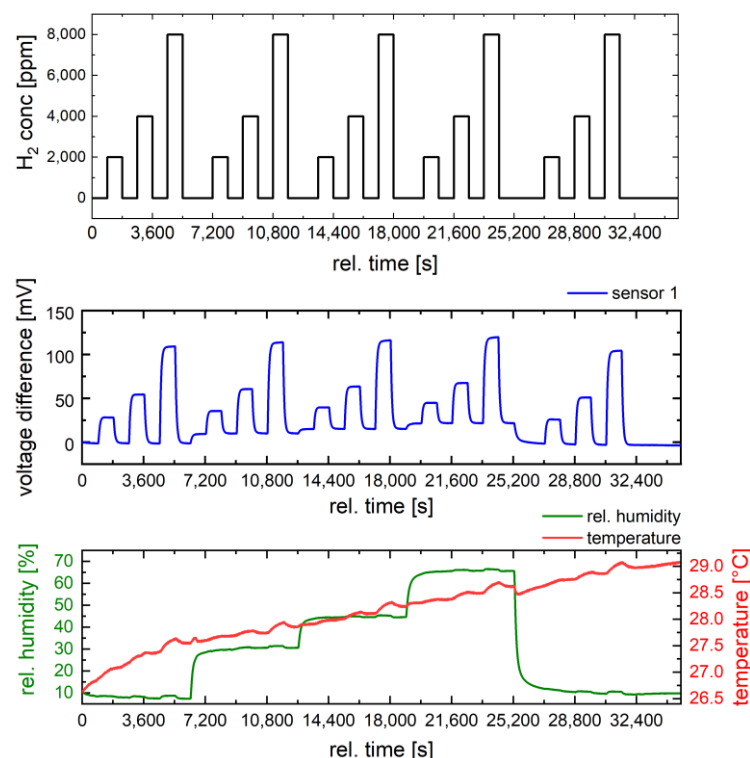 H2 conc [ppm]
8,000
6,000
4,000
2,000
0
0 3,600 7,200 10,800 14,400 18,000 21,600 25,200 28,800 32,400
rel. time [s]
sensor 1
voltage difference [mV]
150
100
50
0
0 3,600 7,200 10,800 14,400 18,000 21,600 25,200 28,800 32,400
rel. time [s]
rel. humidity
temperature
rel. humidity [%]
70
60
50
40
30
20
10
29.0
28.5
28.0
27.5
27.0
26.5
temperature [°C]
0 3,600 7,200 10,800 14,400 18,000 21,600 25,200 28,800 32,400
rel. time [s]